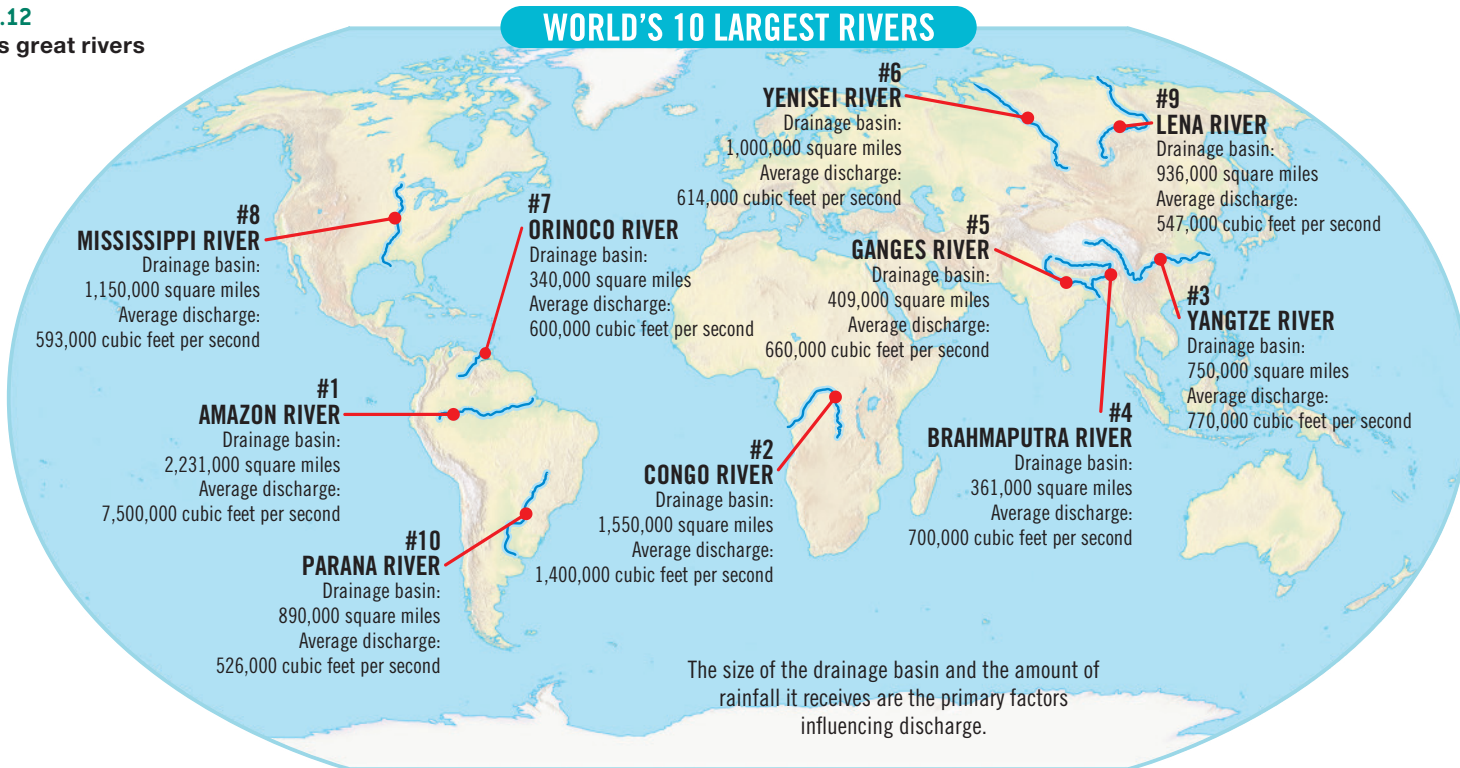 .12
s great rivers
WORLD'S 10 LARGEST RIVERS
#6
YENISEI RIVER
Drainage basin:
1,000,000 square miles
Average discharge:
614,000 cubic feet per second
#9
LENA RIVER
Drainage basin:
936,000 square miles
Average discharge:
547,000 cubic feet per second
#8
MISSISSIPPI RIVER
Drainage basin:
1,150,000 square miles
Average discharge:
593,000 cubic feet per second
#7
ORINOCO RIVER
Drainage basin:
340,000 square miles
Average discharge:
600,000 cubic feet per second
#5
GANGES RIVER
Drainage basin:
409,000 square miles
Average discharge:
660,000 cubic feet per second
#3
YANGTZE RIVER
Drainage basin:
750,000 square miles
Average discharge:
770,000 cubic feet per second
#1
AMAZON RIVER
Drainage basin:
2,231,000 square miles
Average discharge:
7,500,000 cubic feet per second
#2
CONGO RIVER
Drainage basin:
1,550,000 square miles
Average discharge:
1,400,000 cubic feet per second
#4
BRAHMAPUTRA RIVER
Drainage basin:
361,000 square miles
Average discharge:
700,000 cubic feet per second
#10
PARANA RIVER
Drainage basin:
890,000 square miles
Average discharge:
526,000 cubic feet per second
The size of the drainage basin and the amount of
rainfall it receives are the primary factors
influencing discharge.